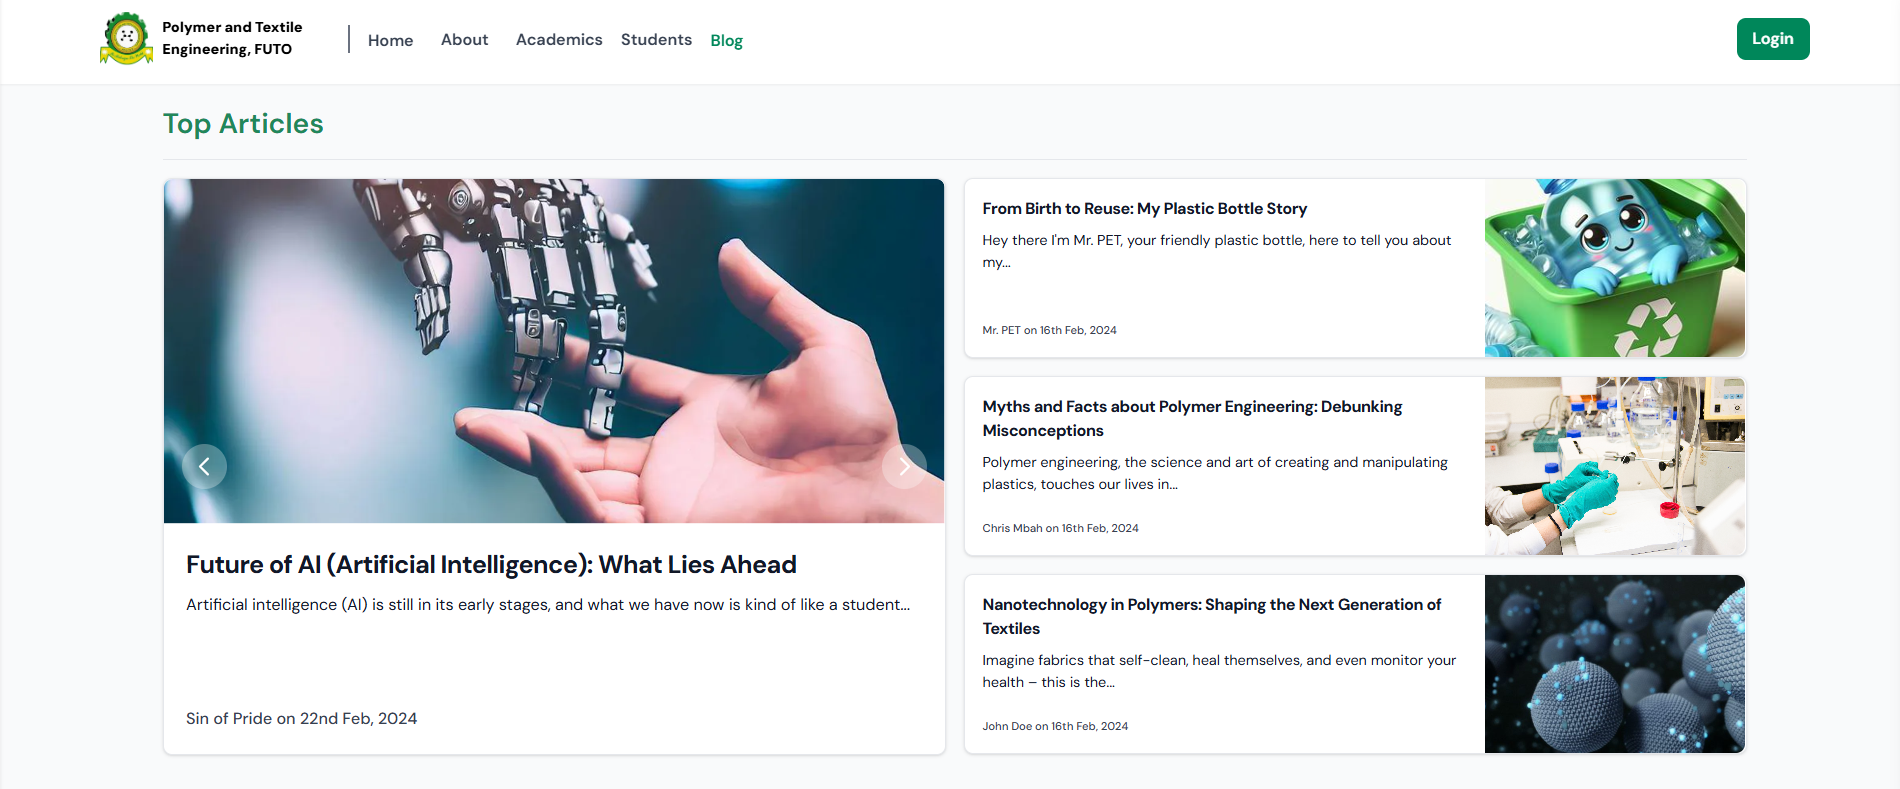 Polymer and Textile
Engineering, FUTO
Home
About
Academics
Students
Blog
Login
Top Articles
Future of AI (Artificial Intelligence): What Lies Ahead
Artificial intelligence (AI) is still in its early stages, and what we have now is kind of like a student...
Sin of Pride on 22nd Feb, 2024
From Birth to Reuse: My Plastic Bottle Story
Hey there I'm Mr. PET, your friendly plastic bottle, here to tell you about
my...
Mr. PET on 16th Feb, 2024
Myths and Facts about Polymer Engineering: Debunking
Misconceptions
Polymer engineering, the science and art of creating and manipulating
plastics, touches our lives in...
Chris Mbah on 16th Feb, 2024
Nanotechnology in Polymers: Shaping the Next Generation of
Textiles
Imagine fabrics that self-clean, heal themselves, and even monitor your
health – this is the...
John Doe on 16th Feb, 2024